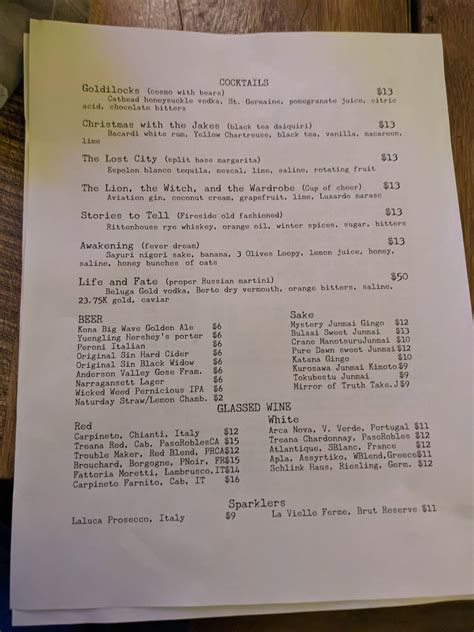 COCKTAILS
Goldilocks (cosmo with bears) $13
Cathead honeysuckle vodka, St. Germaine, pomegranate juice, citric
acid, chocolate bitters
Christmas with the Jakes (black tea daiquiri) $13
Bacardi white rum, Yellow Chartreuse, black tea, vanilla, macaroon,
lime
The Lost City (split base margarita) $13
Espolon blanco tequila, mezcal, lime, saline, rotating fruit
The Lion, the Witch, and the Wardrobe (Cup of cheer) $13
Aviation gin, coconut cream, grapefruit, lime, Luxardo marasc
Stories to Tell (Fireside old fashioned) $13
Rittenhouse rye whiskey, orange oil, winter spices, sugar, bitters
Awakening (fever dream) $13
Sayuri nigori sake, banana, 3 Olives Loopy, lemon juice, honey,
saline, honey bunches of oats
Life and Fate (proper Russian martini) $50
Beluga Gold vodka, Berto dry vermouth, orange bitters, saline,
23.75K gold, caviar
BEER
Kona Big Wave Golden Ale $6
Yuengling Hershey's porter $6
Peroni Italian $6
Original Sin Hard Cider $6
Original Sin Black Widow $6
Anderson Valley Gose Fram. $6
Narragansett Lager $6
Wicked Weed Pernicious IPA $6
Naturday Straw/Lemon Chamb. $2
Sake
Mystery Junmai Gingo $12
Bulzai Sweet Junmai $13
Crane ManotsuruJunmai $10
Pure Dawn sweet Junmai $12
Katana Gingo $10
Kurosawa Junmai Kimoto $9
Tokubestu Junmai $9
Mirror of Truth Take.J $9
GLASSED WINE
Red
Carpineto, Chianti, Italy $12
Treana Red, Cab. PasoRoblesCA $15
Trouble Maker, Red Blend, PRCA $12
Brouchard, Borgogne, PNoir, FR $15
Fattoria Moretti, Lambrusco,IT $14
Carpineto Farnito, Cab, IT $16
White
Arca Nova, V. Verde, Portugal $11
Treana Chardonnay, PasoRobles $12
Atlantique, SBlanc, France $12
Apla, Assyrtiko, WBlend,Greece $11
Schlink Haus, Riesling, Germ. $12
Sparklers
Laluca Prosecco, Italy $9
La Vielle Ferme, Brut Reserve $11